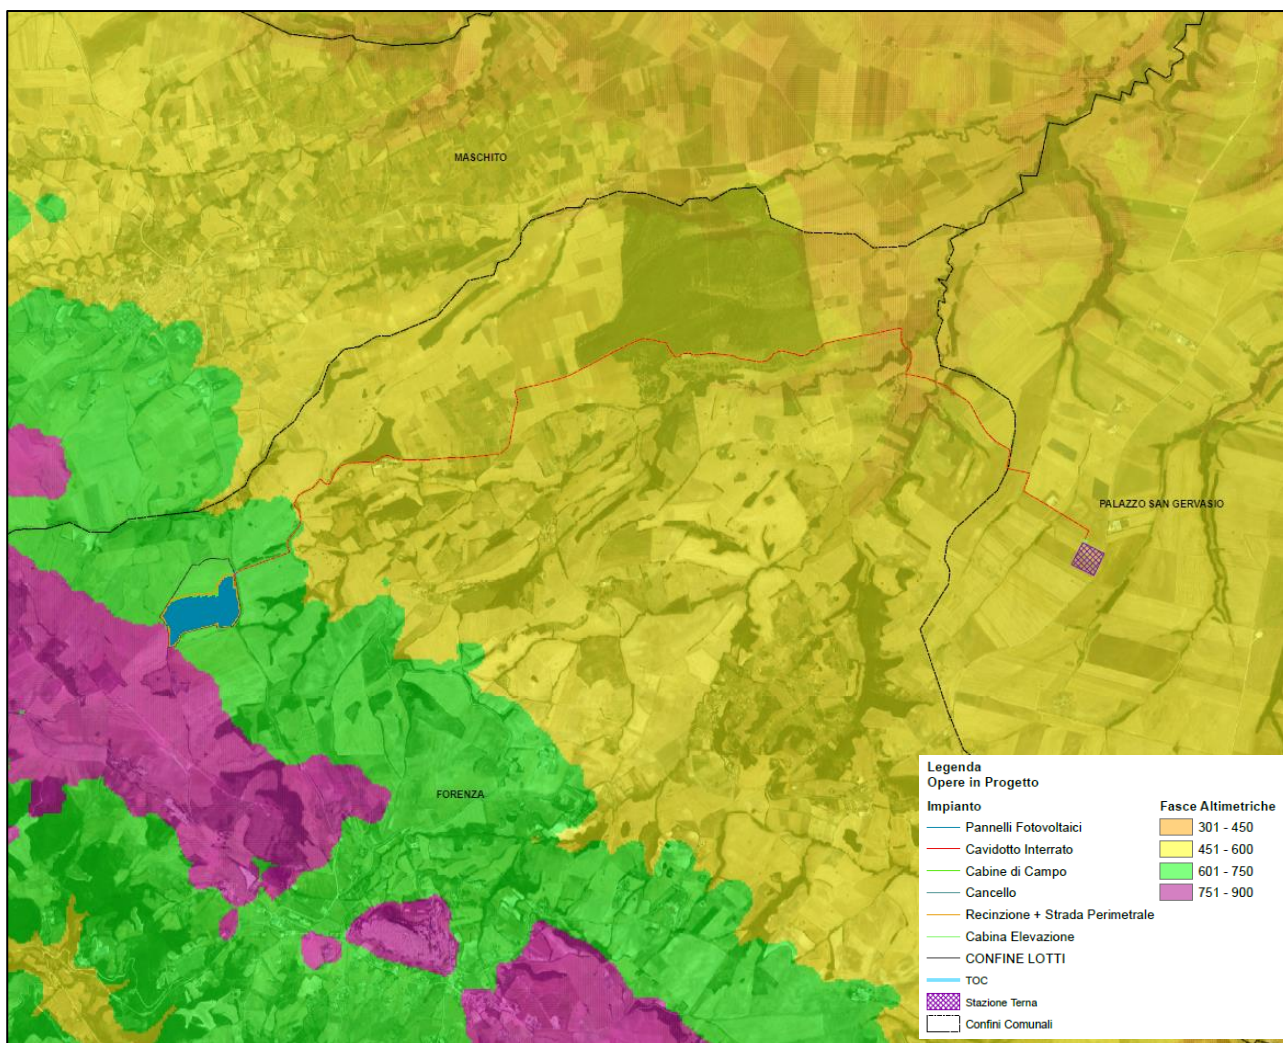 MASCHITO
PALAZZO SAN GERVASIO
FORENZA
Legenda
Opere in Progetto
Impianto
Pannelli Fotovoltaici
Cavidotto Interrato
Cabine di Campo
Cancello
Recinzione + Strada Perimetrale
Cabina Elevazione
CONFINE LOTTI
TOC
Stazione Terna
Confini Comunali
Fasce Altimetriche
301 - 450
451 - 600
601 - 750
751 - 900